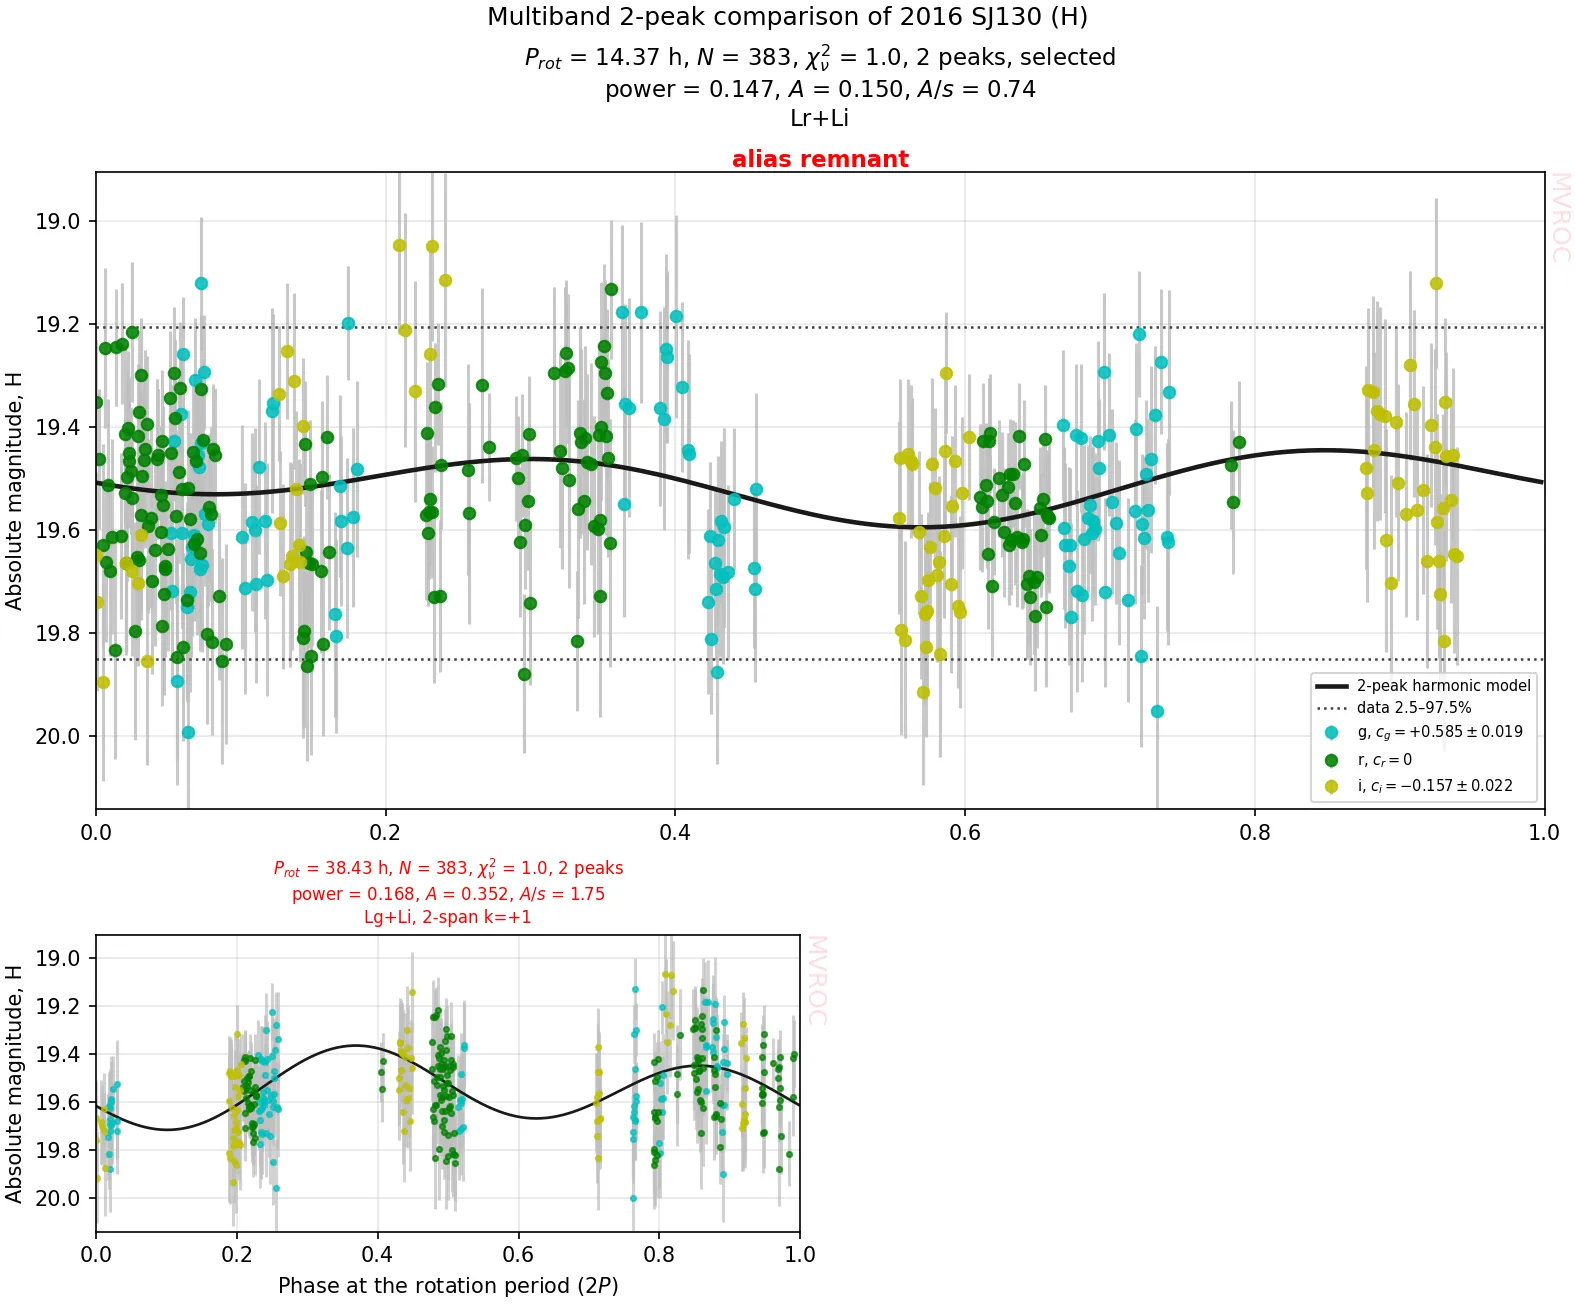 Multiband 2-peak comparison of 2016 SJ130 (H)
P_rot = 14.37 h, N = 383, χ²_ν = 1.0, 2 peaks, selected
power = 0.147, A = 0.150, A/s = 0.74
Lr+Li
alias remnant
MVROC
Absolute magnitude, H
19.0
19.2
19.4
19.6
19.8
20.0
2-peak harmonic model
data 2.5–97.5%
g, c_g = +0.585 ± 0.019
r, c_r = 0
i, c_i = −0.157 ± 0.022
0.0 0.2 0.4 0.6 0.8 1.0
P_rot = 38.43 h, N = 383, χ²_ν = 1.0, 2 peaks
power = 0.168, A = 0.352, A/s = 1.75
Lg+Li, 2-span k=+1
MVROC
Absolute magnitude, H
19.0
19.2
19.4
19.6
19.8
20.0
0.0 0.2 0.4 0.6 0.8 1.0
Phase at the rotation period (2P)